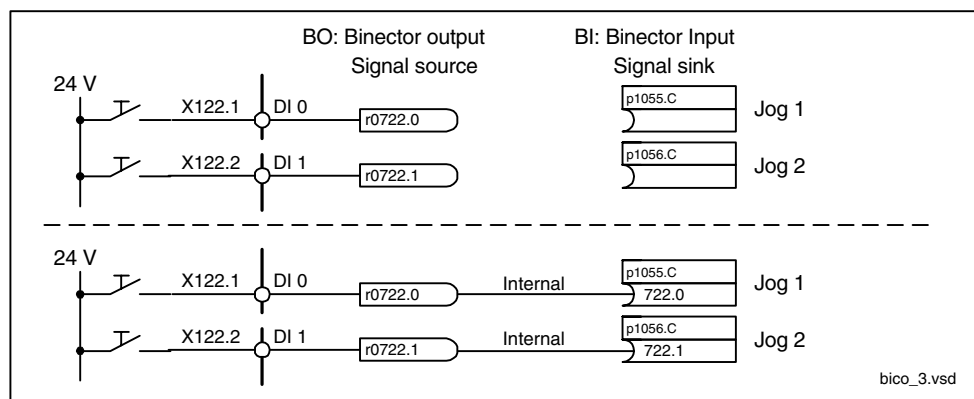 BO: Binector output BI: Binector Input
Signal source Signal sink
24 V
X122.1 DI 0 r0722.0 p1055.C Jog 1
X122.2 DI 1 r0722.1 p1056.C Jog 2
24 V
X122.1 DI 0 r0722.0 Internal p1055.C 722.0 Jog 1
X122.2 DI 1 r0722.1 Internal p1056.C 722.1 Jog 2
bico_3.vsd